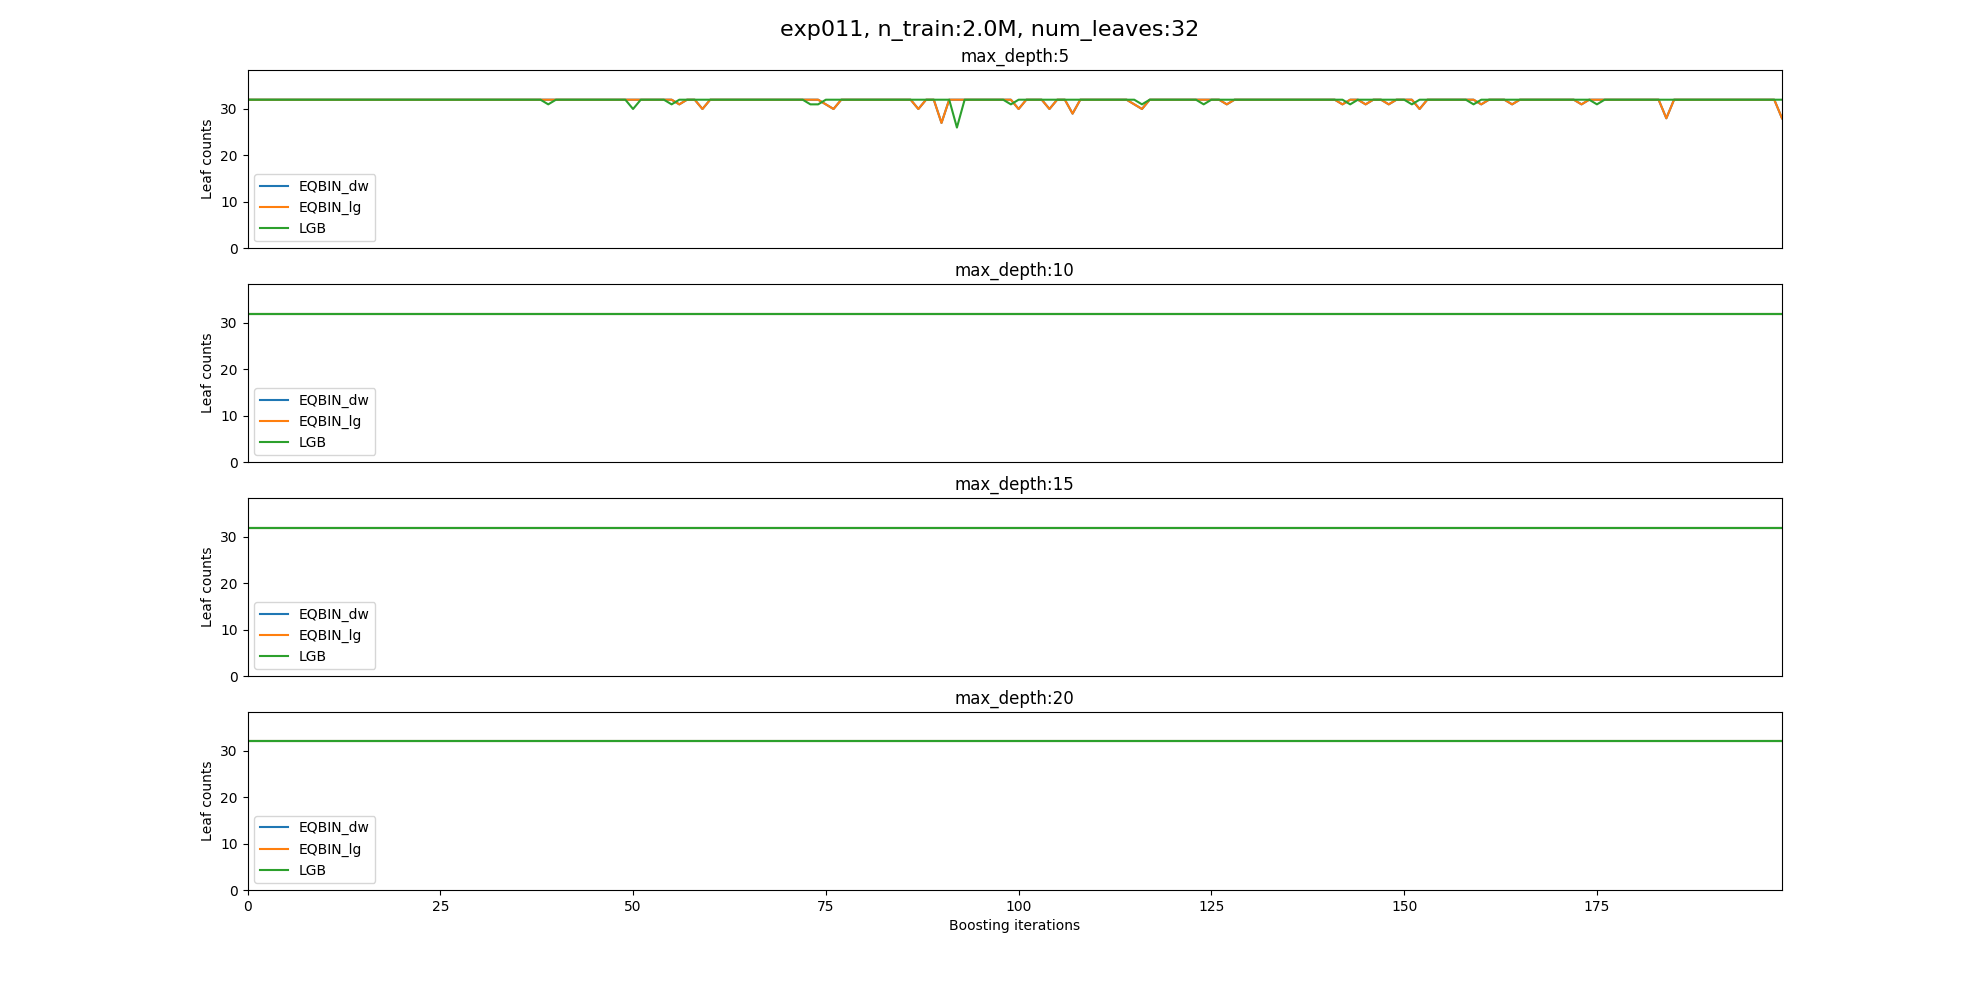 exp011, n_train:2.0M, num_leaves:32
max_depth:5
Leaf counts
30
20
10
0
EQBIN_dw
EQBIN_lg
LGB
max_depth:10
Leaf counts
30
20
10
0
EQBIN_dw
EQBIN_lg
LGB
max_depth:15
Leaf counts
30
20
10
0
EQBIN_dw
EQBIN_lg
LGB
max_depth:20
Leaf counts
30
20
10
0
EQBIN_dw
EQBIN_lg
LGB
0 25 50 75 100 125 150 175
Boosting iterations